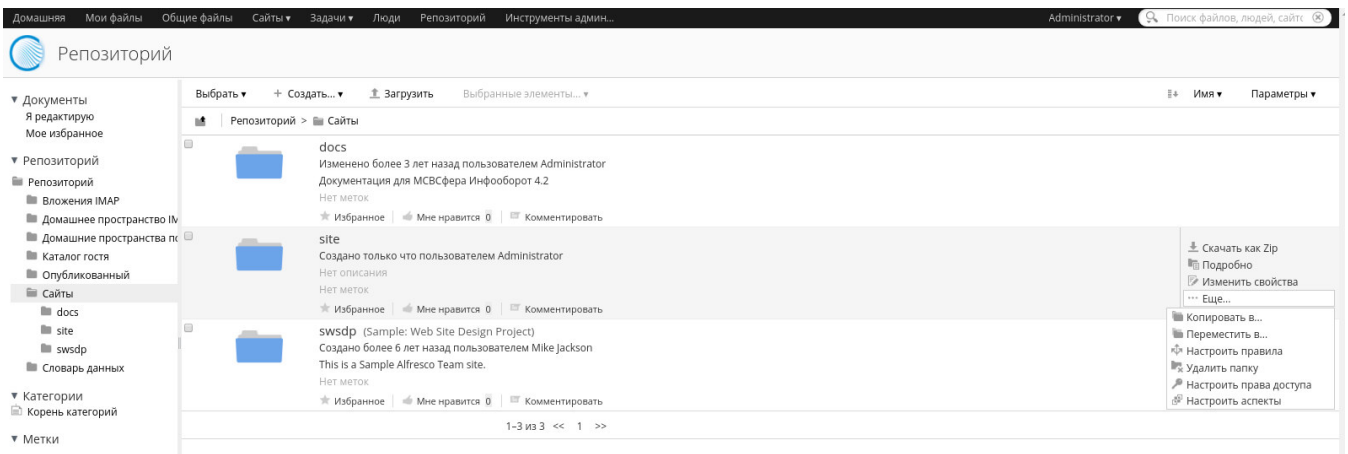 Домашняя Мои файлы Общие файлы Сайты ▾ Задачи ▾ Люди Репозиторий Инструменты админ... Administrator ▾ Поиск файлов, людей, сайтс
Репозиторий
▾ Документы
Я редактирую
Мое избранное
▾ Репозиторий
Репозиторий
Вложения IMAP
Домашнее пространство IM
Домашние пространства по
Каталог гостя
Опубликованный
Сайты
docs
site
swsdp
Словарь данных
▾ Категории
Корень категорий
▾ Метки
Выбрать ▾ + Создать... ▾ Загрузить Выбранные элементы... ▾ Имя ▾ Параметры ▾
Репозиторий > Сайты
docs
Изменено более 3 лет назад пользователем Administrator
Документация для МСВСфера Инфооборот 4.2
Нет меток
Избранное Мне нравится 0 Комментировать
site
Создано только что пользователем Administrator
Нет описания
Нет меток
Избранное Мне нравится 0 Комментировать
Скачать как Zip
Подробно
Изменить свойства
Еще...
Копировать в...
Переместить в...
Настроить правила
Удалить папку
Настроить права доступа
Настроить аспекты
swsdp (Sample: Web Site Design Project)
Создано более 6 лет назад пользователем Mike Jackson
This is a Sample Alfresco Team site.
Нет меток
Избранное Мне нравится 0 Комментировать
1–3 из 3 << 1 >>